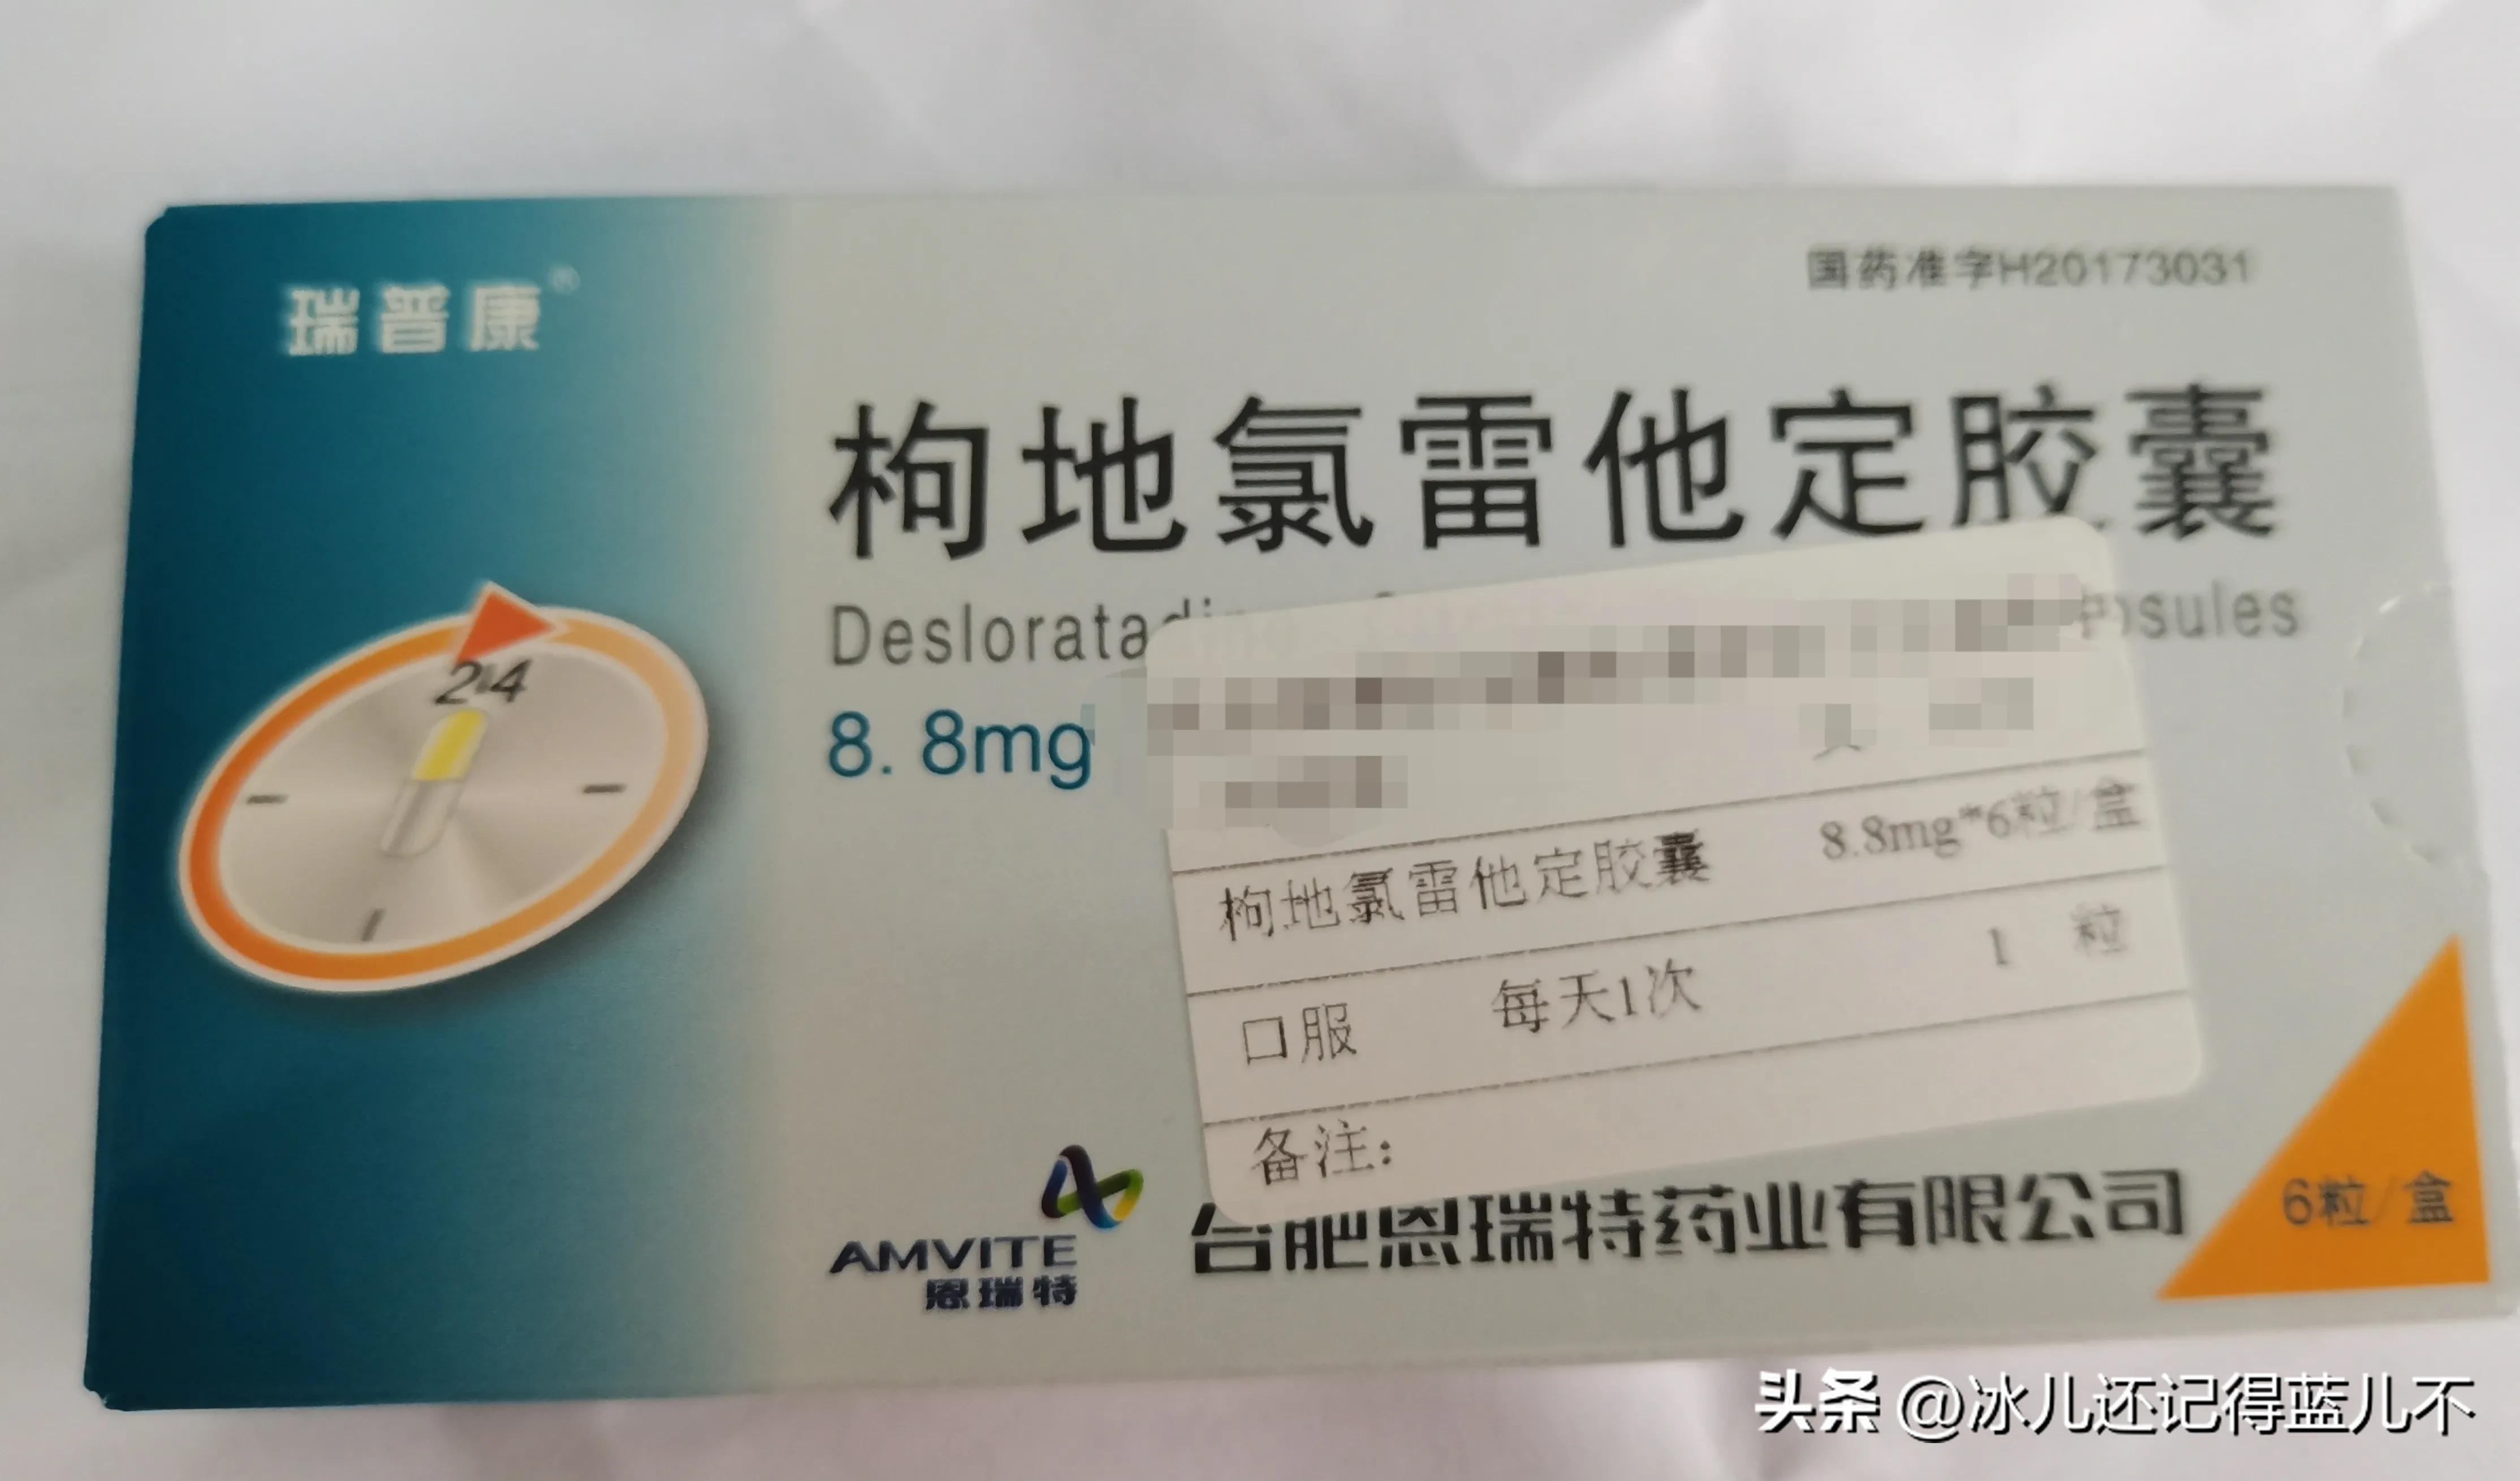 瑞普康®
国药准字H20173031
枸地氯雷他定胶囊
Deslorata sules
8.8mg
24
枸地氯雷他定胶囊 8.8mg*6粒/盒
口服 每天1次 1 粒
备注:
AMVITE
恩瑞特
合肥恩瑞特药业有限公司
6粒/盒
头条 @冰儿还记得蓝儿不